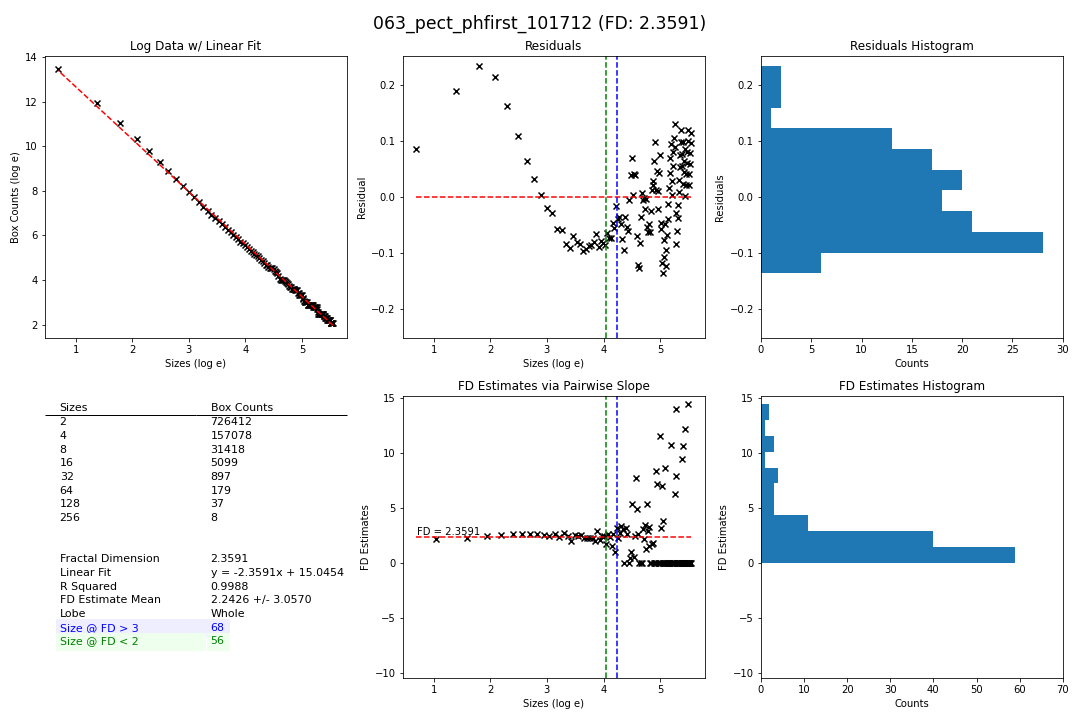 063_pect_phfirst_101712 (FD: 2.3591)
Log Data w/ Linear Fit
Residuals
Residuals Histogram
14
12
10
8
6
4
2
Box Counts (log e)
1 2 3 4 5
Sizes (log e)
0.2
0.1
0.0
−0.1
−0.2
Residual
1 2 3 4 5
Sizes (log e)
0.2
0.1
0.0
−0.1
−0.2
Residuals
0 5 10 15 20 25 30
Counts
Sizes Box Counts
2 726412
4 157078
8 31418
16 5099
32 897
64 179
128 37
256 8
Fractal Dimension 2.3591
Linear Fit y = -2.3591x + 15.0454
R Squared 0.9988
FD Estimate Mean 2.2426 +/- 3.0570
Lobe Whole
Size @ FD > 3 68
Size @ FD < 2 56
FD Estimates via Pairwise Slope
15
10
5
0
−5
−10
FD Estimates
FD = 2.3591
1 2 3 4 5
Sizes (log e)
FD Estimates Histogram
15
10
5
0
−5
−10
FD Estimates
0 10 20 30 40 50 60 70
Counts